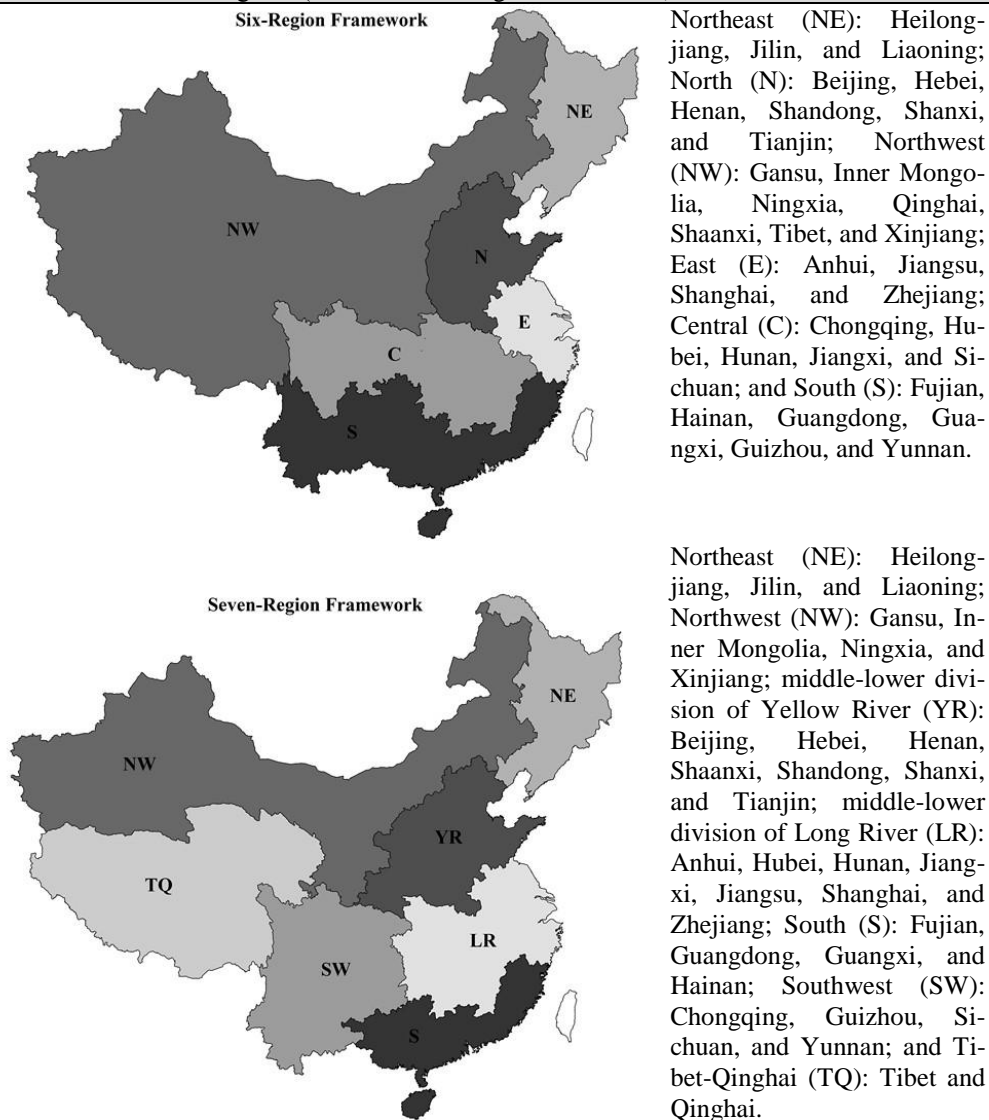 Six-Region Framework
NE
NW
N
E
C
S
Northeast (NE): Heilong-
jiang, Jilin, and Liaoning;
North (N): Beijing, Hebei,
Henan, Shandong, Shanxi,
and Tianjin; Northwest
(NW): Gansu, Inner Mongo-
lia, Ningxia, Qinghai,
Shaanxi, Tibet, and Xinjiang;
East (E): Anhui, Jiangsu,
Shanghai, and Zhejiang;
Central (C): Chongqing, Hu-
bei, Hunan, Jiangxi, and Si-
chuan; and South (S): Fujian,
Hainan, Guangdong, Gua-
ngxi, Guizhou, and Yunnan.
Seven-Region Framework
NE
NW
YR
TQ
LR
SW
S
Northeast (NE): Heilong-
jiang, Jilin, and Liaoning;
Northwest (NW): Gansu, In-
ner Mongolia, Ningxia, and
Xinjiang; middle-lower divi-
sion of Yellow River (YR):
Beijing, Hebei, Henan,
Shaanxi, Shandong, Shanxi,
and Tianjin; middle-lower
division of Long River (LR):
Anhui, Hubei, Hunan, Jiang-
xi, Jiangsu, Shanghai, and
Zhejiang; South (S): Fujian,
Guangdong, Guangxi, and
Hainan; Southwest (SW):
Chongqing, Guizhou, Si-
chuan, and Yunnan; and Ti-
bet-Qinghai (TQ): Tibet and
Qinghai.